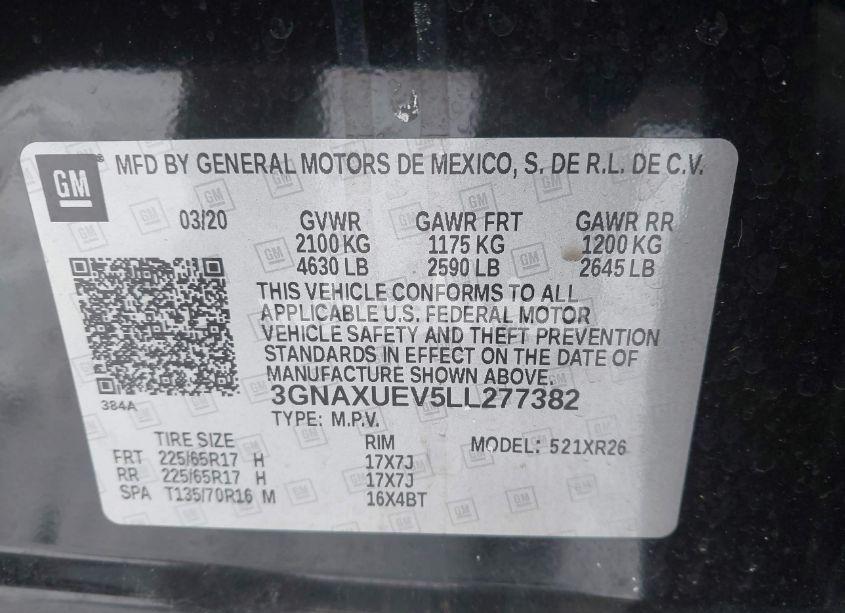 GM MFD BY GENERAL MOTORS DE MEXICO, S. DE R.L. DE C.V.
03/20 GVWR GAWR FRT GAWR RR
2100 KG 1175 KG 1200 KG
4630 LB 2590 LB 2645 LB
THIS VEHICLE CONFORMS TO ALL
APPLICABLE U.S. FEDERAL MOTOR
VEHICLE SAFETY AND THEFT PREVENTION
STANDARDS IN EFFECT ON THE DATE OF
MANUFACTURE SHOWN ABOVE.
3GNAXUEV5LL277382
384A
TYPE: M.P.V.
TIRE SIZE RIM MODEL: 521XR26
FRT 225/65R17 H 17X7J
RR 225/65R17 H 17X7J
SPA T135/70R16 M 16X4BT